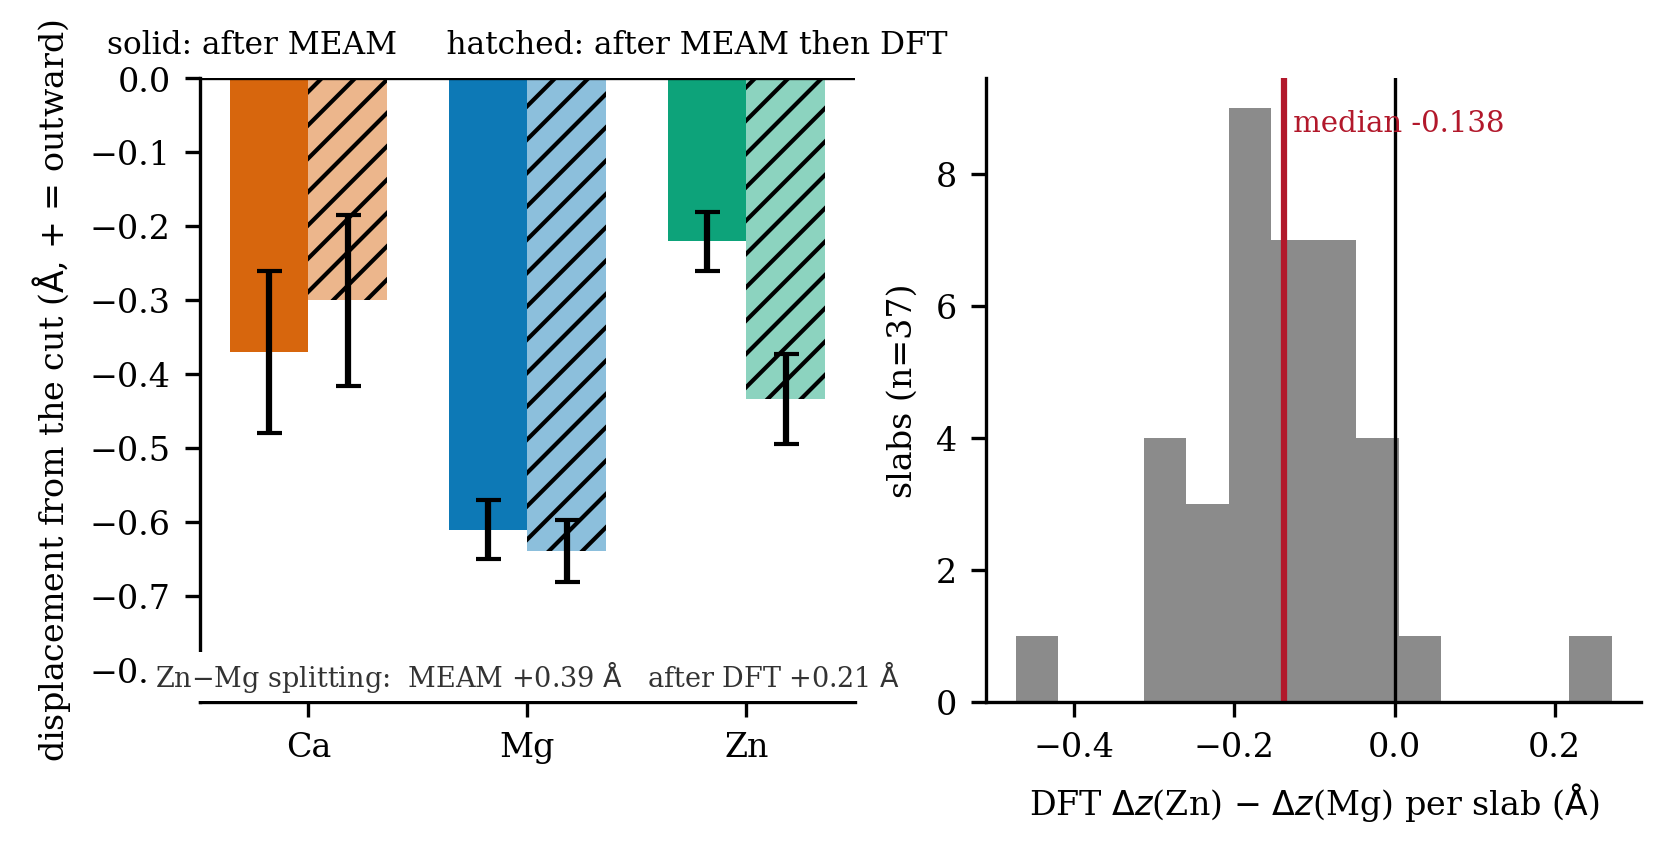 solid: after MEAM
hatched: after MEAM then DFT
displacement from the cut (Å, + = outward)
0.0
−0.1
−0.2
−0.3
−0.4
−0.5
−0.6
−0.7
−0.
Zn−Mg splitting: MEAM +0.39 Å after DFT +0.21 Å
Ca
Mg
Zn
slabs (n=37)
8
6
4
2
0
median -0.138
−0.4
−0.2
0.0
0.2
DFT Δz(Zn) − Δz(Mg) per slab (Å)